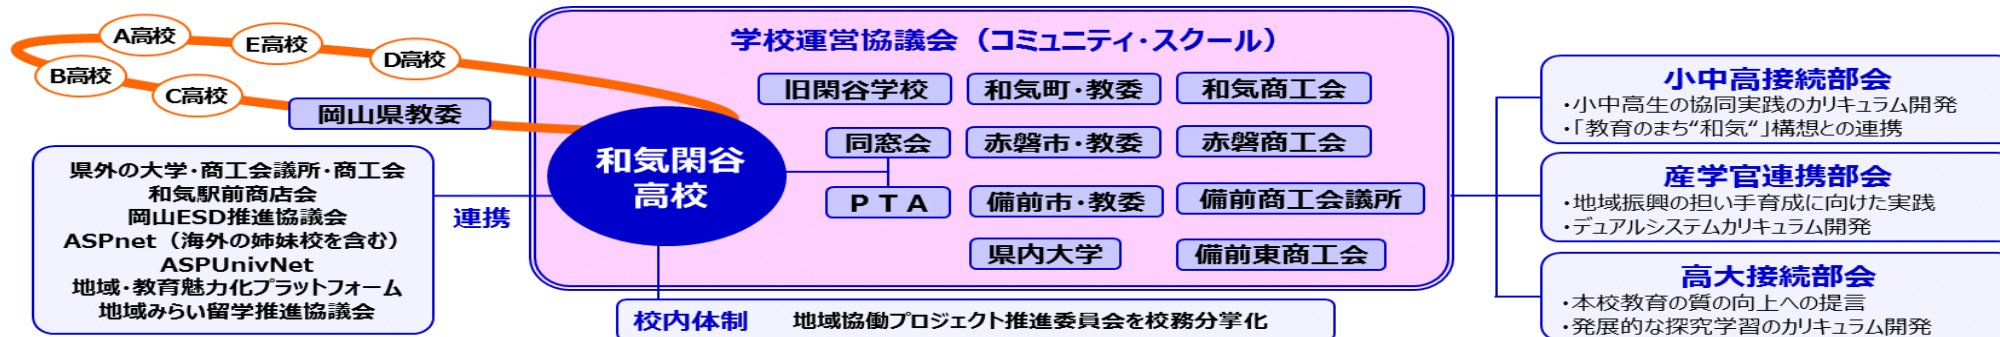 A高校
E高校
D高校
B高校
C高校
岡山県教委
県外の大学・商工会議所・商工会
和気駅前商店会
岡山ESD推進協議会
ASPnet（海外の姉妹校を含む）
ASPUnivNet
地域・教育魅力化プラットフォーム
地域みらい留学推進協議会
連携
和気閑谷
高校
学校運営協議会（コミュニティ・スクール）
旧閑谷学校
和気町・教委
和気商工会
同窓会
赤磐市・教委
赤磐商工会
ＰＴＡ
備前市・教委
備前商工会議所
県内大学
備前東商工会
校内体制
地域協働プロジェクト推進委員会を校務分掌化
小中高接続部会
・小中高生の協同実践のカリキュラム開発
・「教育のまち“和気“」構想との連携
産学官連携部会
・地域振興の担い手育成に向けた実践
・デュアルシステムカリキュラム開発
高大接続部会
・本校教育の質の向上への提言
・発展的な探究学習のカリキュラム開発